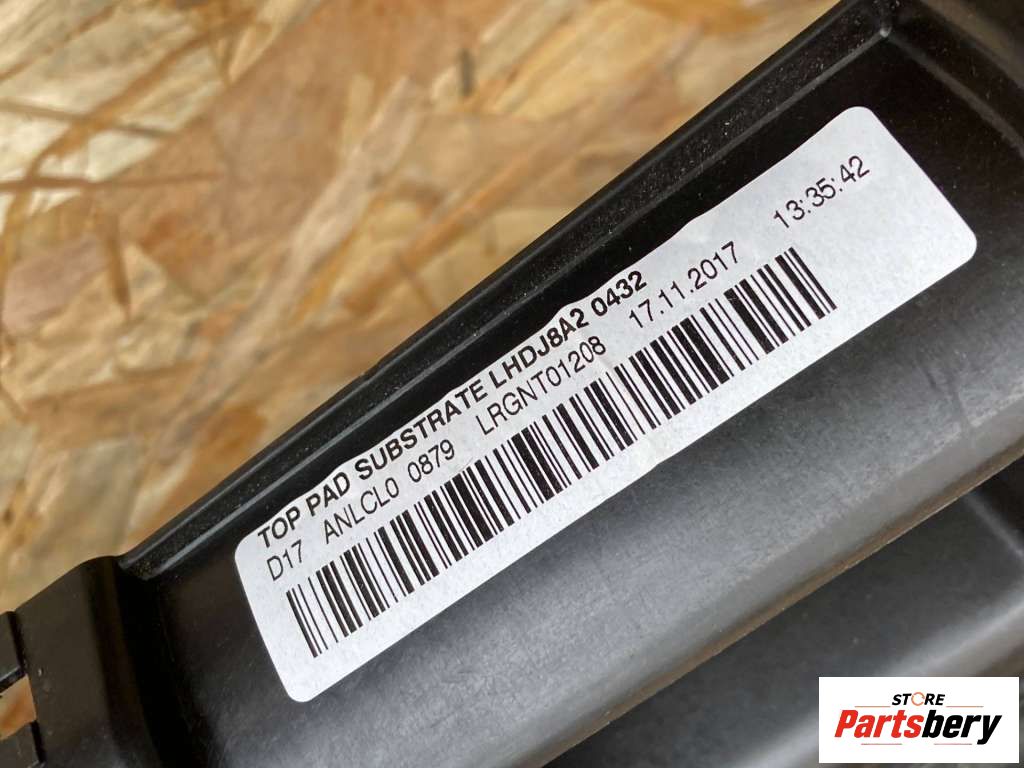 TOP PAD SUBSTRATE LHDJ8A2 0432
D17 ANLCL0 0879 LRGNT01208 17.11.2017 13:35:42
STORE
Partsbery